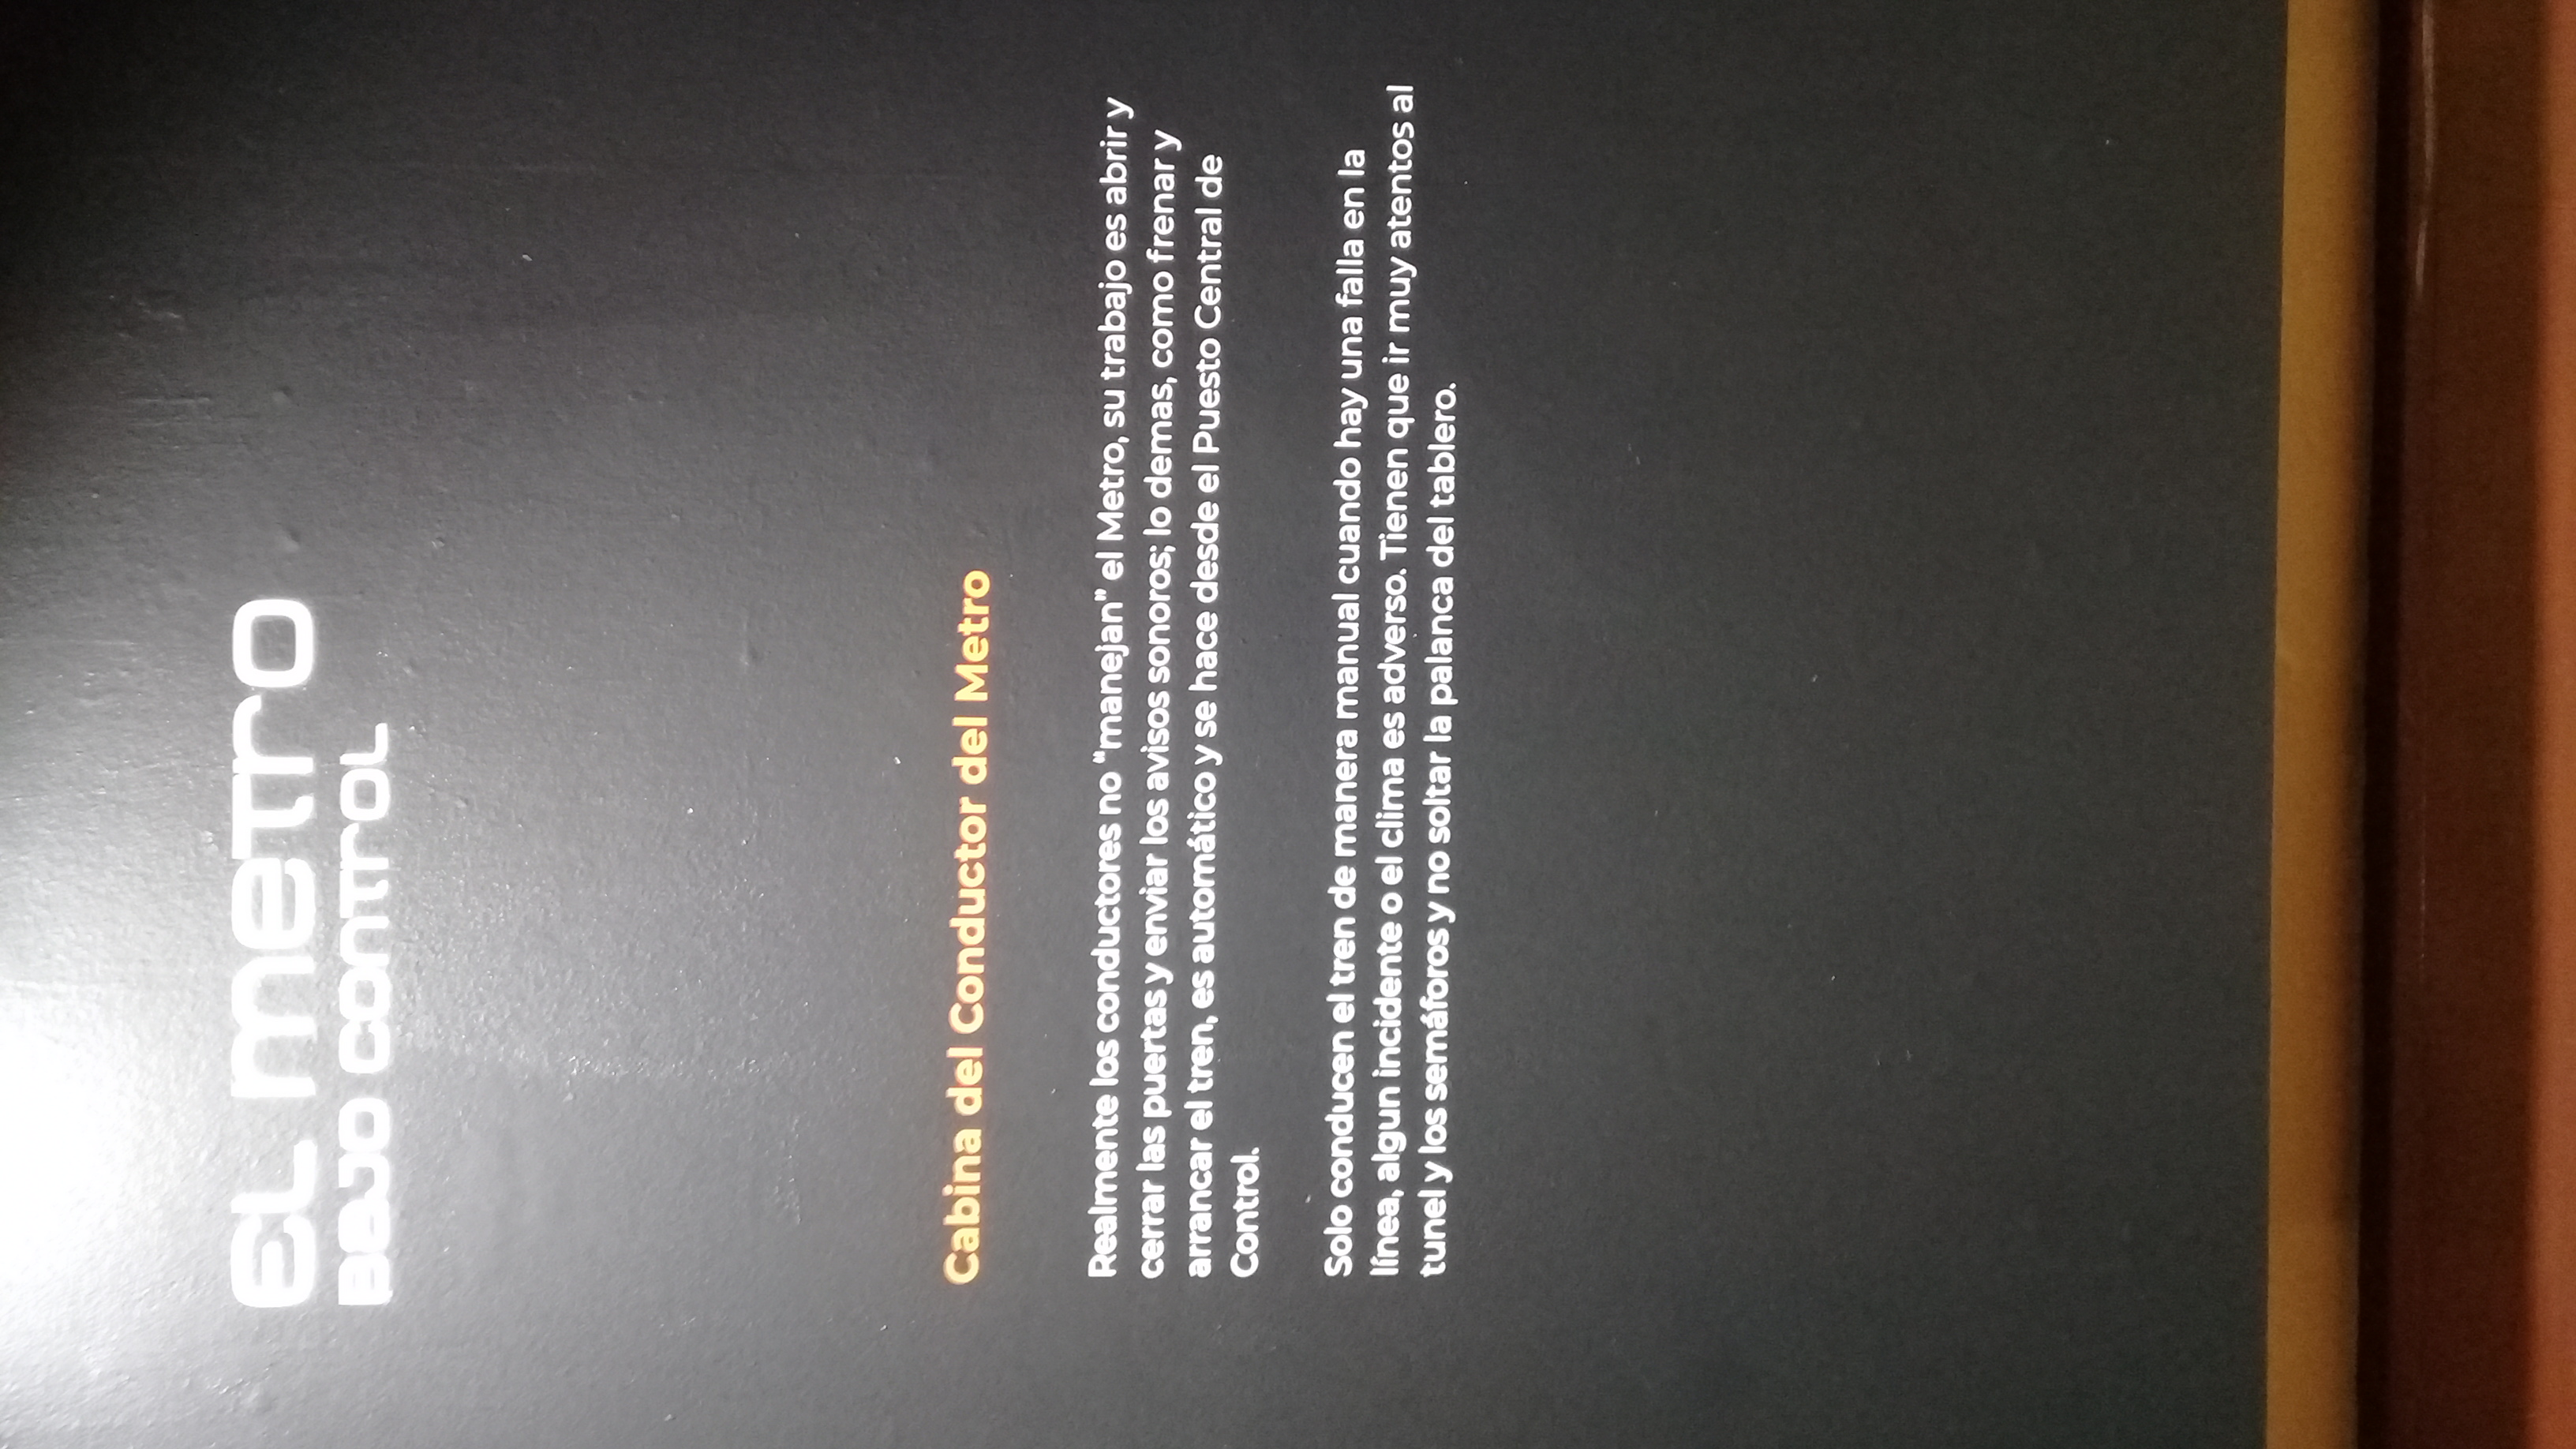 EL METRO
BAJO CONTROL
Cabina del Conductor del Metro
Realmente los conductores no “manejan” el Metro, su trabajo es abrir y
cerrar las puertas y enviar los avisos sonoros; lo demas, como frenar y
arrancar el tren, es automático y se hace desde el Puesto Central de
Control.
Solo conducen el tren de manera manual cuando hay una falla en la
línea, algun incidente o el clima es adverso. Tienen que ir muy atentos al
tunel y los semáforos y no soltar la palanca del tablero.